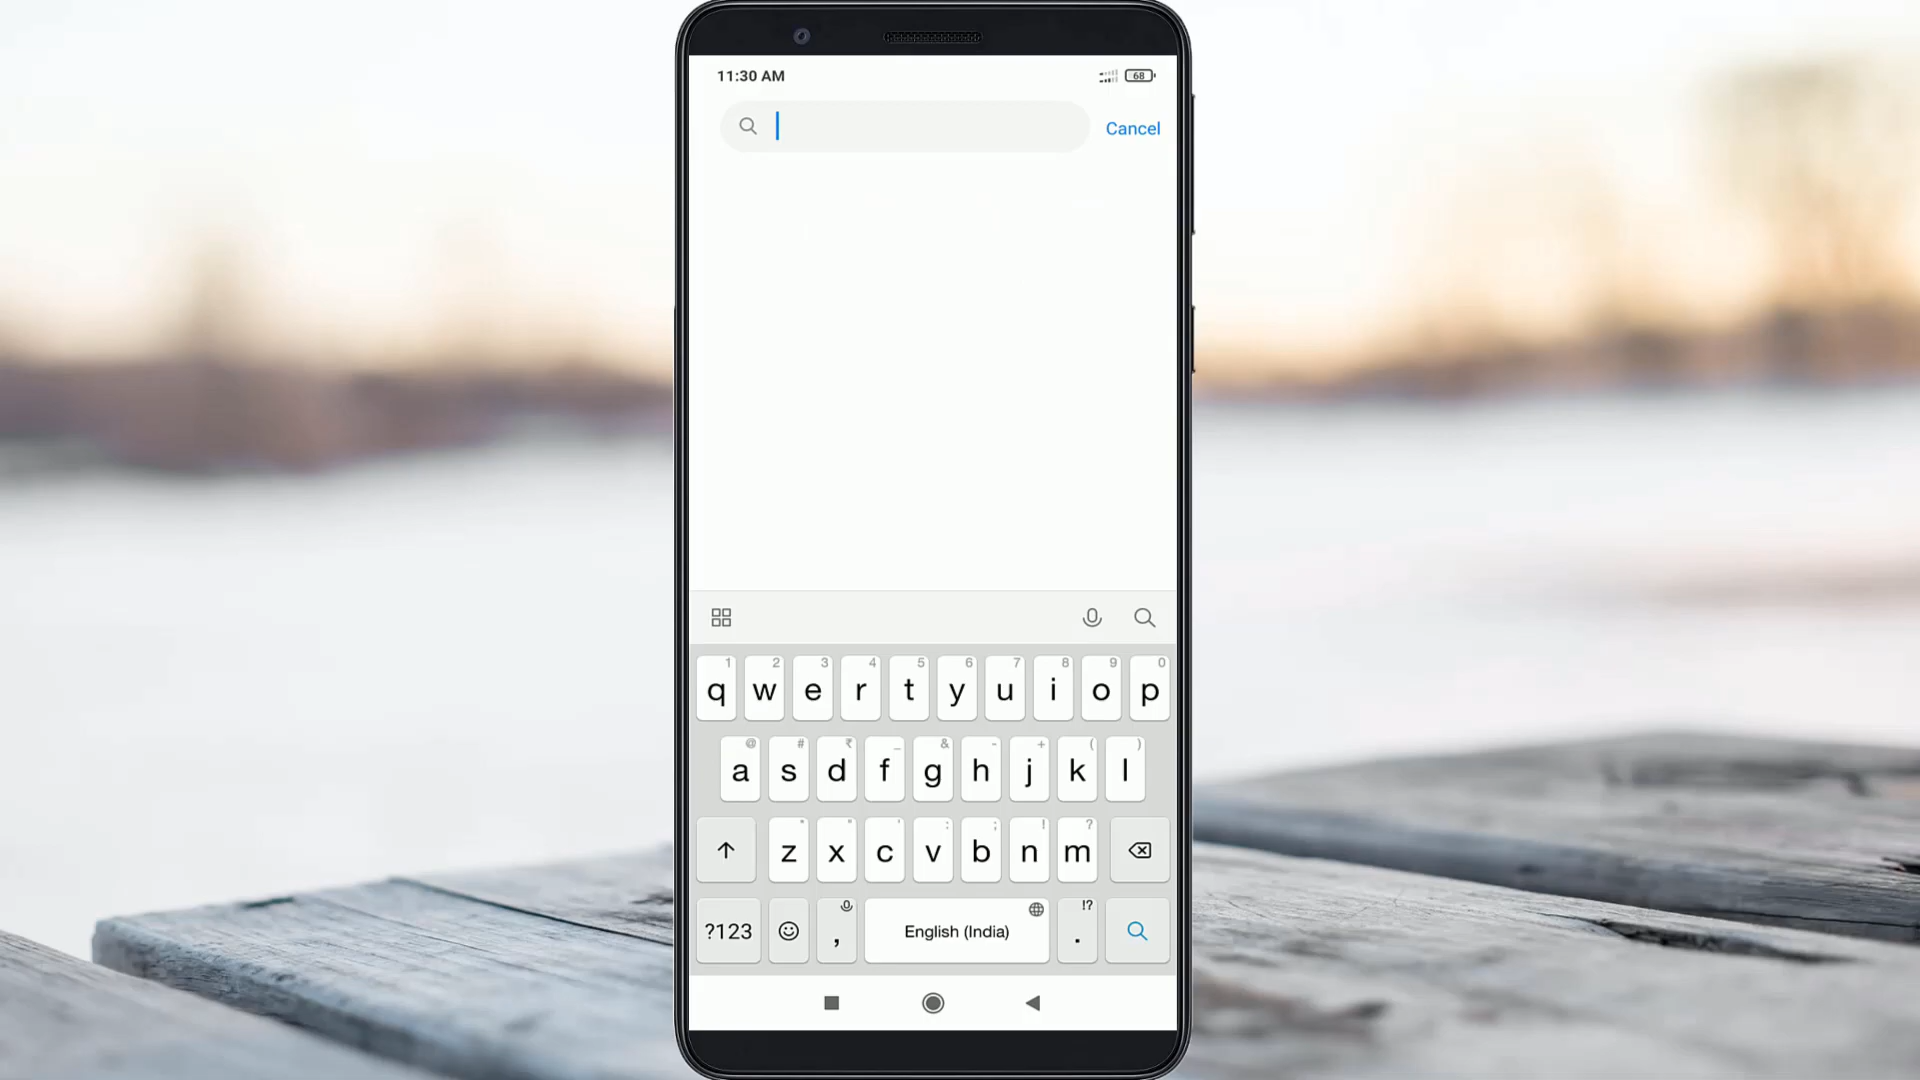 11:30 AM
68
Cancel
1 2 3 4 5 6 7 8 9 0
q w e r t y u i o p
@ # ₹ _ & - + ( )
a s d f g h j k l
* " ' : ; ! ?
z x c v b n m
!?
?123 , English (India) .